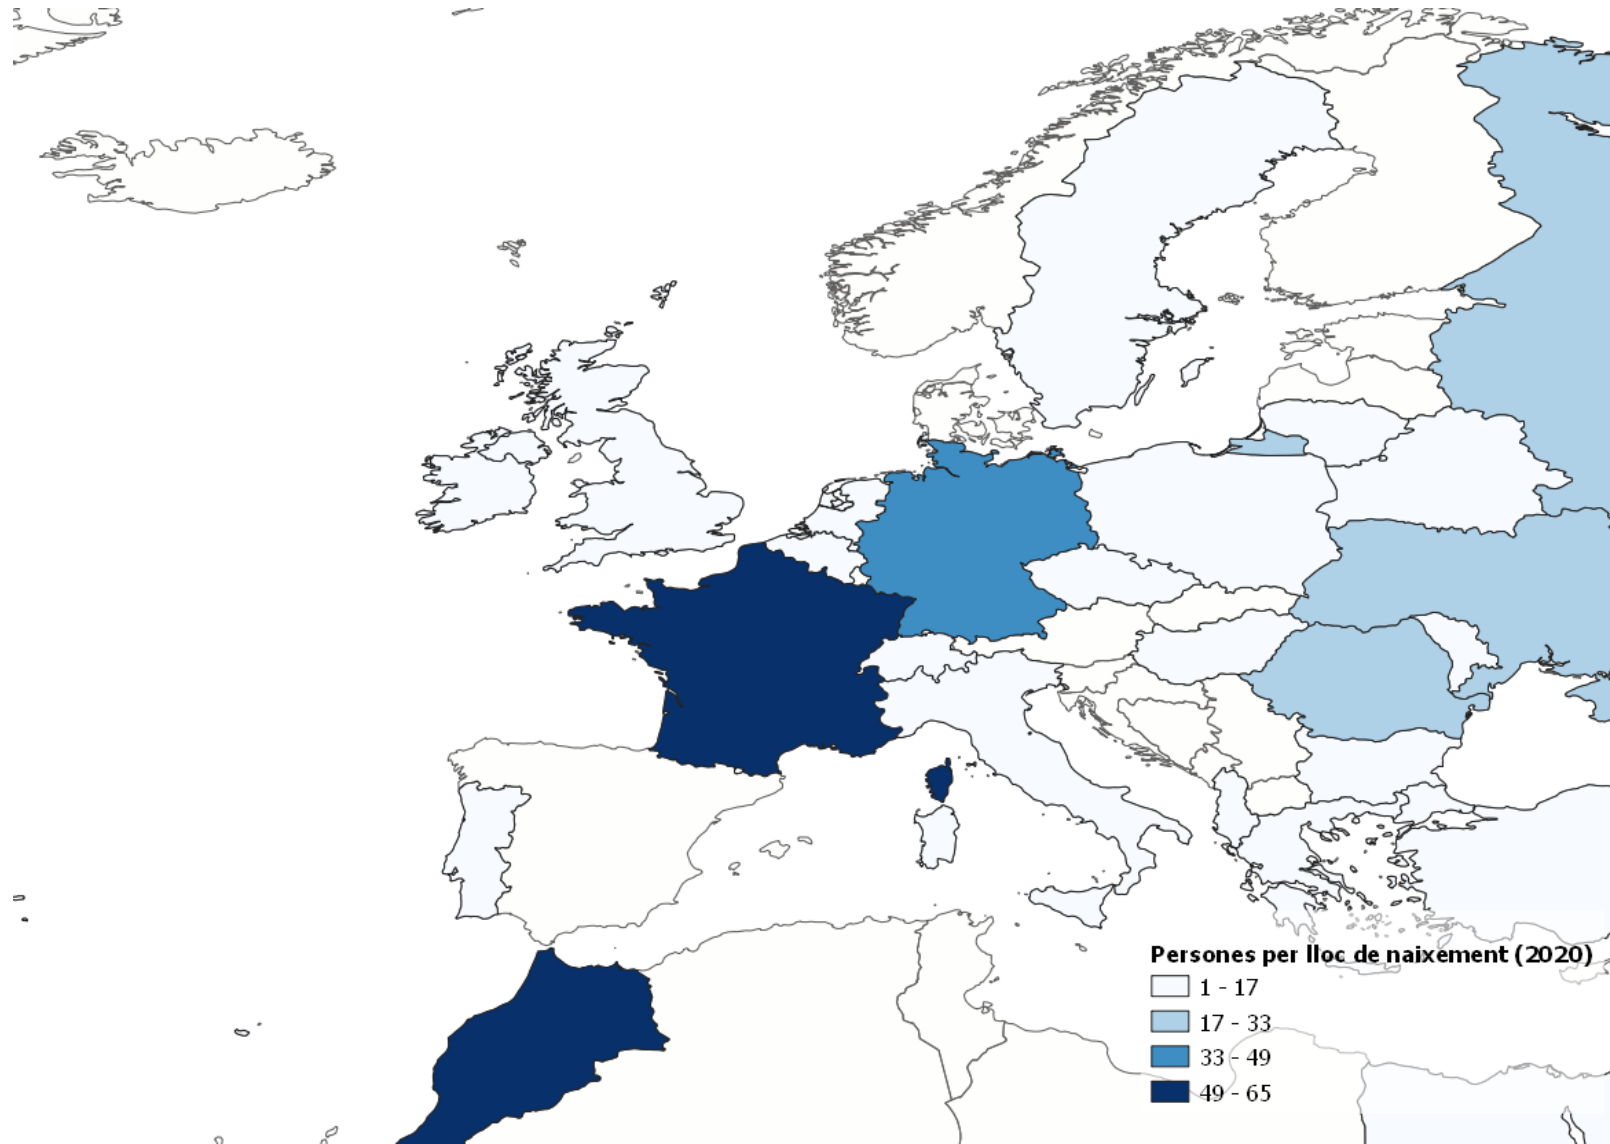 Persones per lloc de naixement (2020)
1 - 17
17 - 33
33 - 49
49 - 65